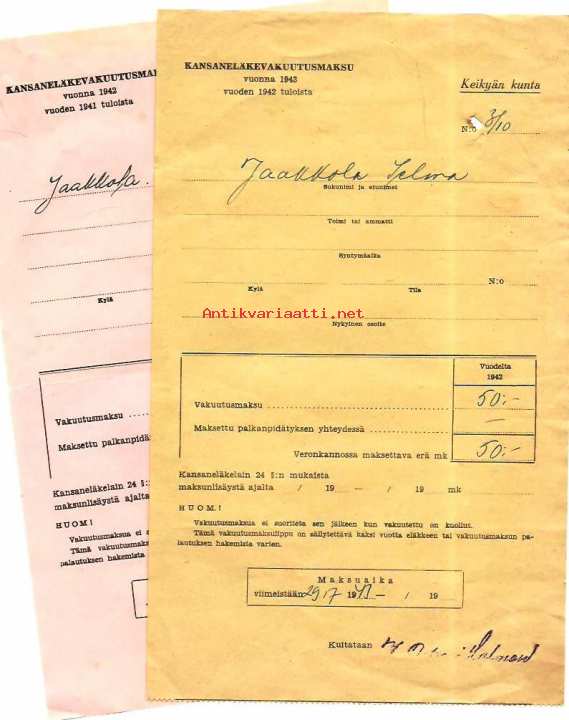 KANSANELÄKEVAKUUTUSMAKSU
vuonna 1943
vuoden 1942 tuloista
Keikyän kunta
N:o 3/10
Jaakkola Selma
Sukunimi ja etunimet
Toimi tai ammatti
Syntymäaika
N:o
Kylä
Tila
Antikvariaatti.net
Nykyinen osoite
Vuodelta
1942
Vakuutusmaksu 50:-
Maksettu palkanpidätyksen yhteydessä —
Veronkannossa maksettava erä mk 50:-
Kansaneläkelain 24 §:n mukaista
maksunlisäystä ajalta / 19 — / 19 mk
HUOM!
Vakuutusmaksua ei suoriteta sen jälkeen kun vakuutettu on kuollut.
Tämä vakuutusmaksulippu on säilytettävä kaksi vuotta eläkkeen tai vakuutusmaksun pa-
lautuksen hakemista varten.
Maksuaika
viimeistään 29/7 1943 — / 19
Kuitataan
KANSANELÄKEVAKUUTUSMA
vuonna 1942
vuoden 1941 tuloista
Jaakkola
Kylä
Vakuutusmaksu
Maksettu palkanpidä
Kansaneläkelain 24 §:
maksunlisäystä ajalta
HUOM!
Vakuutusmaksua ei s
Tämä vakuutusmaks
palautuksen hakemista